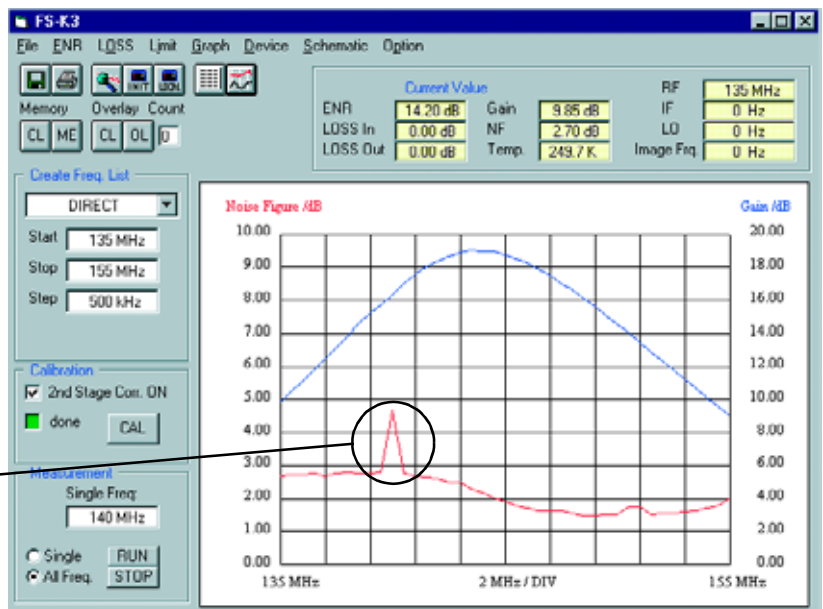 FS-K3
File ENR LOSS Limit Graph Device Schematic Option
INIT
Memory Overlay Count
CL ME CL OL 0
Current Value
ENR 14.20 dB Gain 9.85 dB RF 135 MHz
LOSS In 0.00 dB NF 2.70 dB IF 0 Hz
LOSS Out 0.00 dB Temp. 249.7 K LO 0 Hz
Image Frq. 0 Hz
Create Freq. List
DIRECT
Start 135 MHz
Stop 155 MHz
Step 500 kHz
Calibration
2nd Stage Corr. ON
done CAL
Measurement
Single Freq:
140 MHz
Single RUN
All Freq. STOP
Noise Figure /dB Gain /dB
10.00 20.00
9.00 18.00
8.00 16.00
7.00 14.00
6.00 12.00
5.00 10.00
4.00 8.00
3.00 6.00
2.00 4.00
1.00 2.00
0.00 0.00
135 MHz 2 MHz / DIV 155 MHz